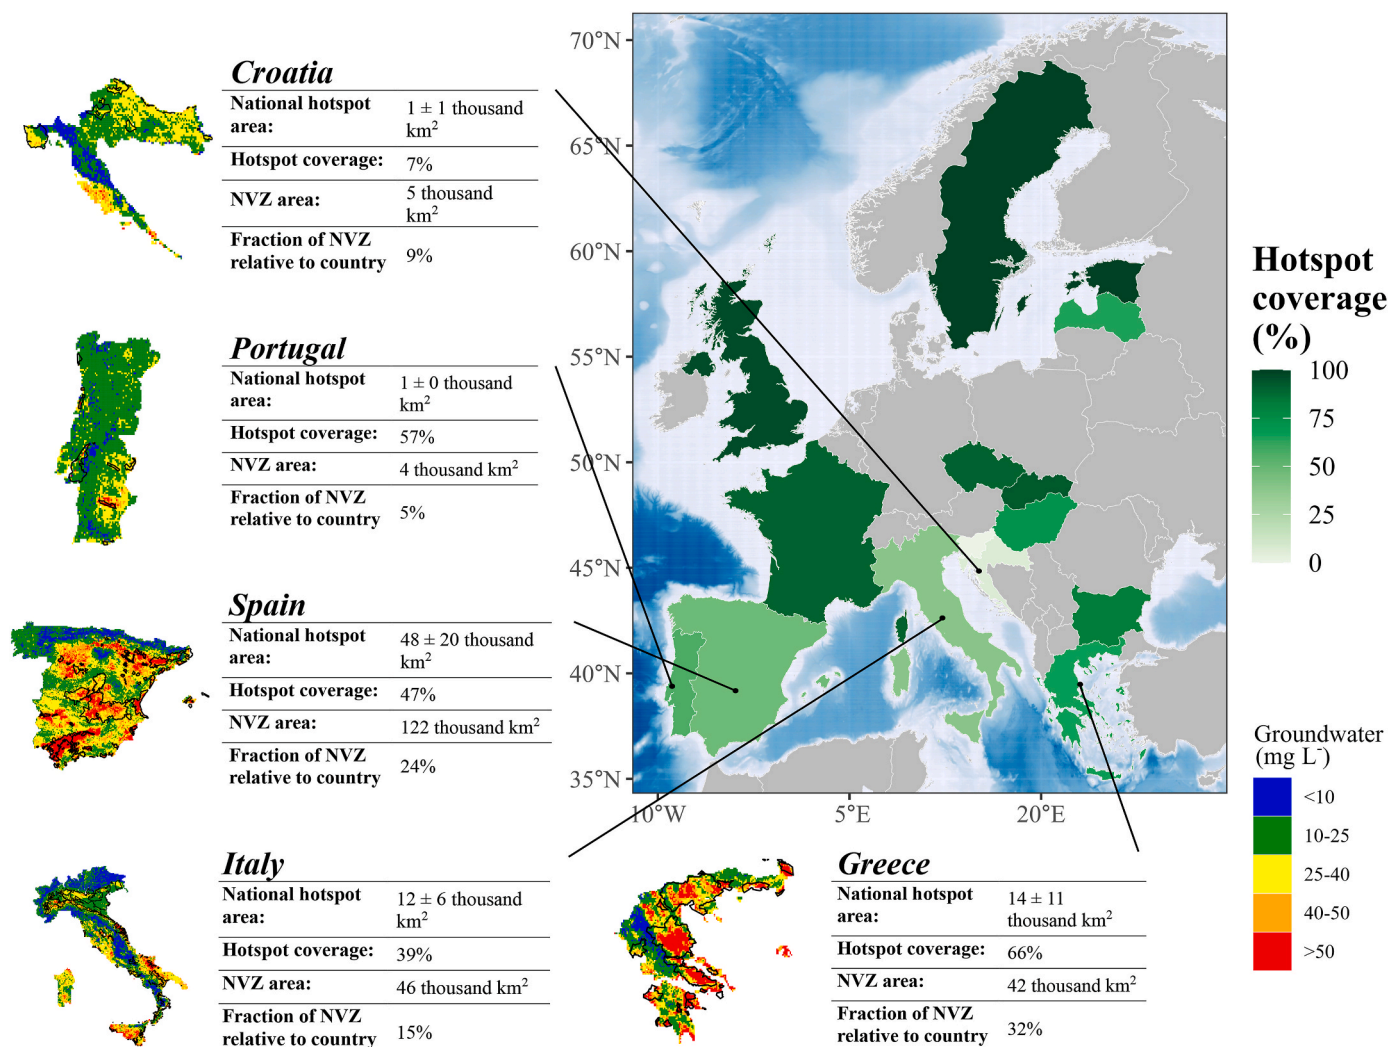 Croatia
National hotspot area: 1 ± 1 thousand km²
Hotspot coverage: 7%
NVZ area: 5 thousand km²
Fraction of NVZ relative to country 9%
Portugal
National hotspot area: 1 ± 0 thousand km²
Hotspot coverage: 57%
NVZ area: 4 thousand km²
Fraction of NVZ relative to country 5%
Spain
National hotspot area: 48 ± 20 thousand km²
Hotspot coverage: 47%
NVZ area: 122 thousand km²
Fraction of NVZ relative to country 24%
Italy
National hotspot area: 12 ± 6 thousand km²
Hotspot coverage: 39%
NVZ area: 46 thousand km²
Fraction of NVZ relative to country 15%
Greece
National hotspot area: 14 ± 11 thousand km²
Hotspot coverage: 66%
NVZ area: 42 thousand km²
Fraction of NVZ relative to country 32%
70°N
65°N
60°N
55°N
50°N
45°N
40°N
35°N
10°W 5°E 20°E
Hotspot
coverage
(%)
100
75
50
25
0
Groundwater
(mg L⁻)
<10
10-25
25-40
40-50
>50